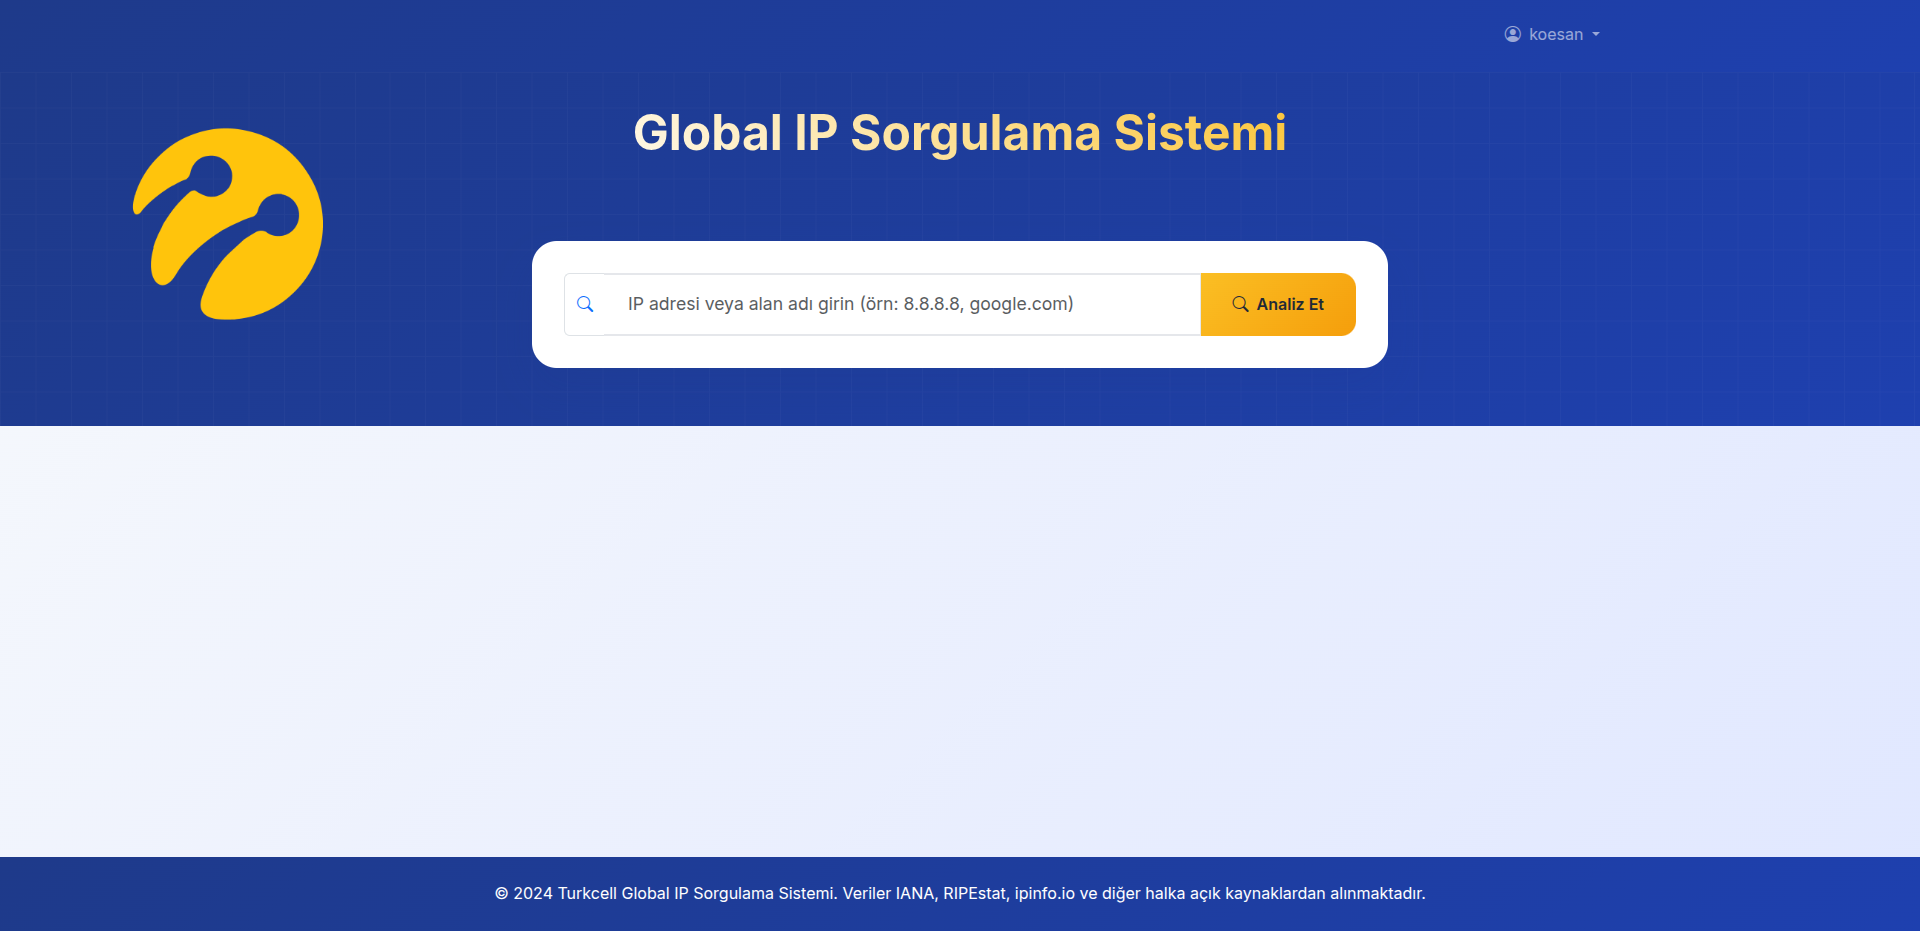 koesan
Global IP Sorgulama Sistemi
IP adresi veya alan adı girin (örn: 8.8.8.8, google.com)
Analiz Et
© 2024 Turkcell Global IP Sorgulama Sistemi. Veriler IANA, RIPEstat, ipinfo.io ve diğer halka açık kaynaklardan alınmaktadır.